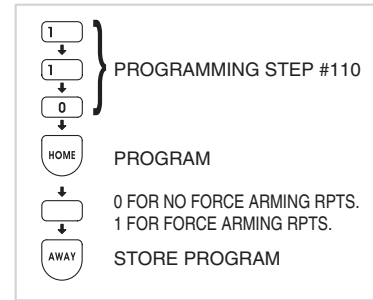 1
1
PROGRAMMING STEP #110
0
HOME
PROGRAM
0 FOR NO FORCE ARMING RPTS.
1 FOR FORCE ARMING RPTS.
AWAY
STORE PROGRAM